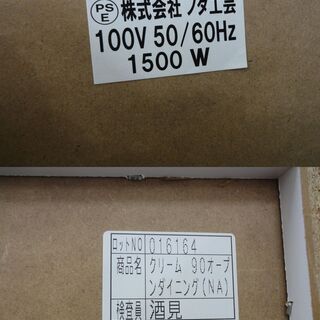 PS
E 株式会社ノダ工芸
100V 50/60Hz
1500 W
ロットNO 016164
商品名 クリーム 90オープ
ンダイニング(NA)
検査員 酒見